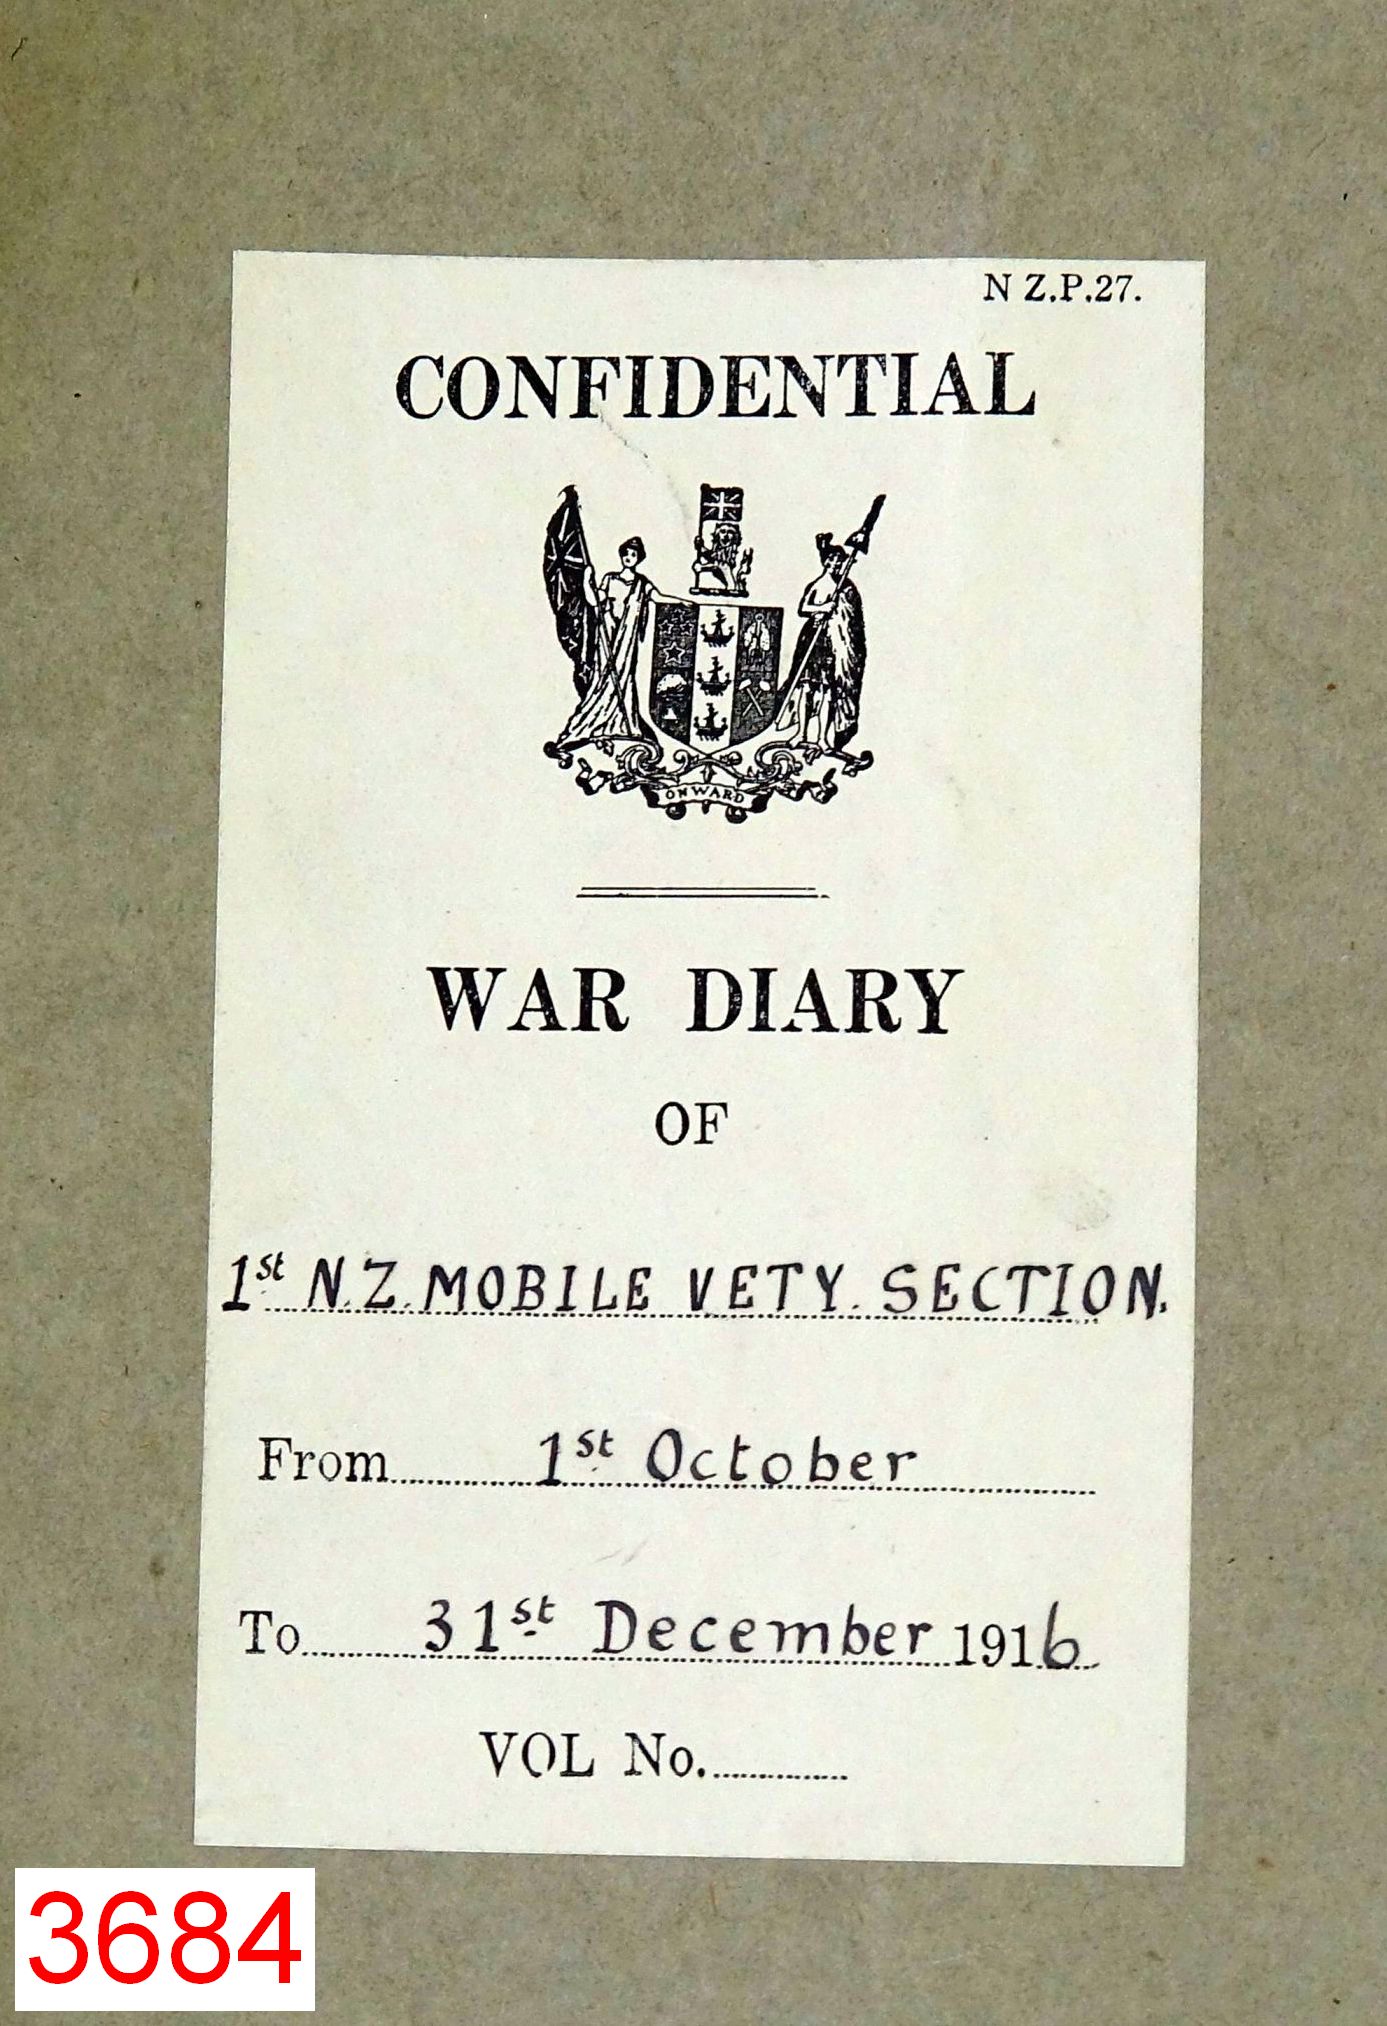 N Z.P.27.
CONFIDENTIAL
ONWARD
WAR DIARY
OF
1st N.Z. MOBILE VETY. SECTION.
From 1st October
To 31st December 1916
VOL No.
3684